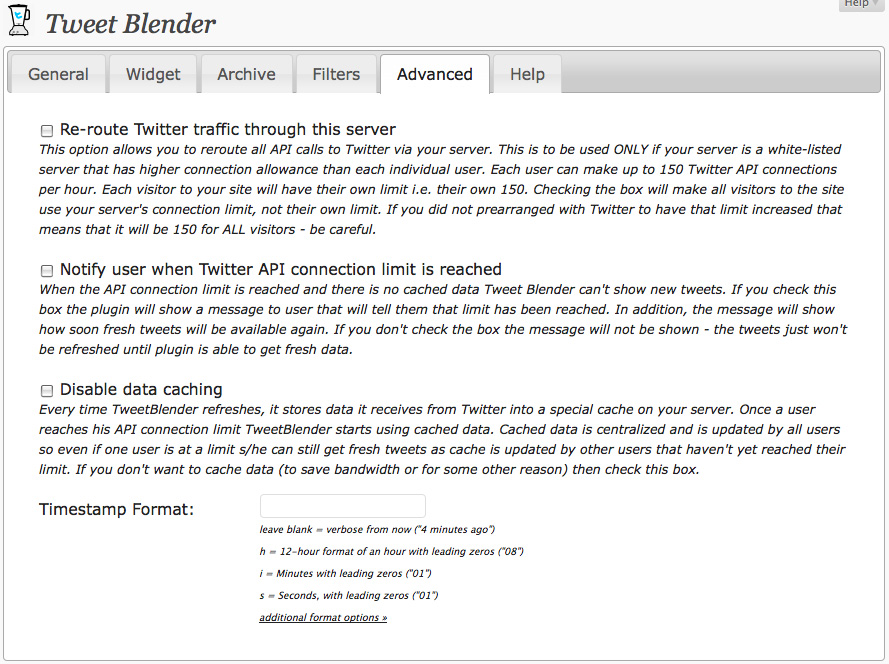 Help
Tweet Blender
General Widget Archive Filters Advanced Help
Re-route Twitter traffic through this server
This option allows you to reroute all API calls to Twitter via your server. This is to be used ONLY if your server is a white-listed
server that has higher connection allowance than each individual user. Each user can make up to 150 Twitter API connections
per hour. Each visitor to your site will have their own limit i.e. their own 150. Checking the box will make all visitors to the site
use your server's connection limit, not their own limit. If you did not prearranged with Twitter to have that limit increased that
means that it will be 150 for ALL visitors - be careful.
Notify user when Twitter API connection limit is reached
When the API connection limit is reached and there is no cached data Tweet Blender can't show new tweets. If you check this
box the plugin will show a message to user that will tell them that limit has been reached. In addition, the message will show
how soon fresh tweets will be available again. If you don't check the box the message will not be shown - the tweets just won't
be refreshed until plugin is able to get fresh data.
Disable data caching
Every time TweetBlender refreshes, it stores data it receives from Twitter into a special cache on your server. Once a user
reaches his API connection limit TweetBlender starts using cached data. Cached data is centralized and is updated by all users
so even if one user is at a limit s/he can still get fresh tweets as cache is updated by other users that haven't yet reached their
limit. If you don't want to cache data (to save bandwidth or for some other reason) then check this box.
Timestamp Format:
leave blank = verbose from now ("4 minutes ago")
h = 12-hour format of an hour with leading zeros ("08")
i = Minutes with leading zeros ("01")
s = Seconds, with leading zeros ("01")
additional format options »